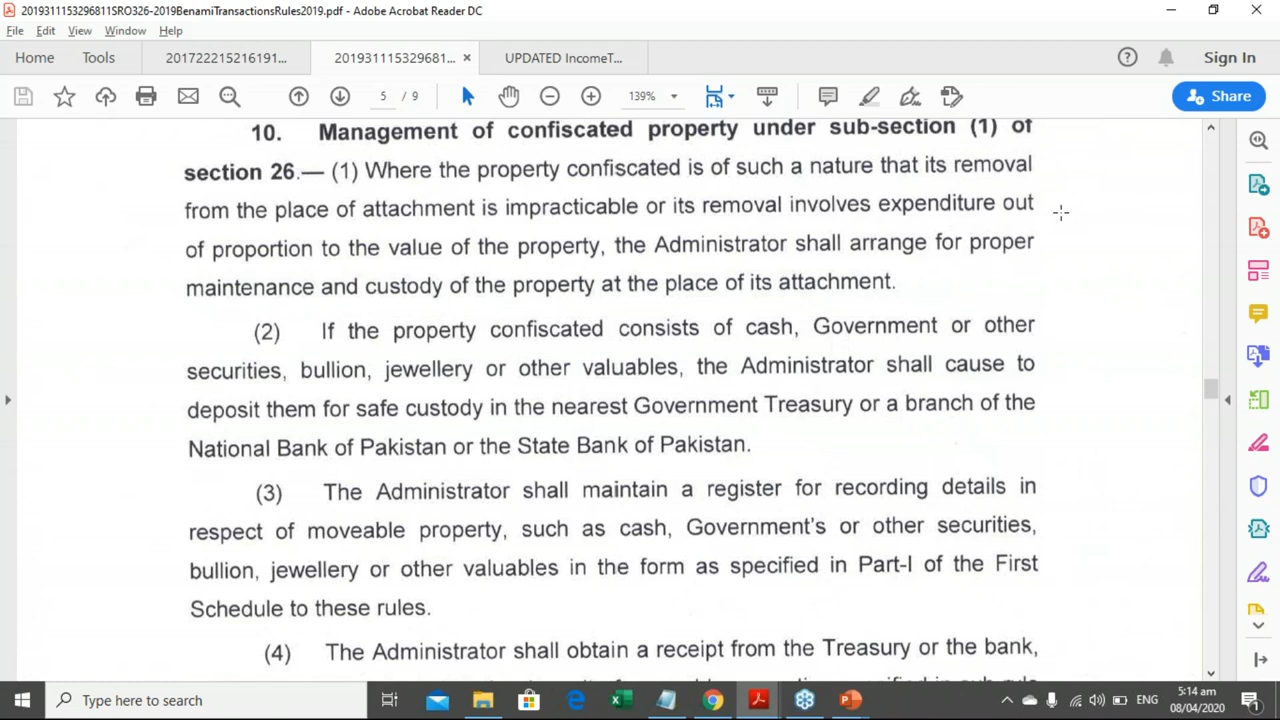 2019311153296811SRO326-2019BenamiTransactionsRules2019.pdf - Adobe Acrobat Reader DC
File Edit View Window Help
Home Tools 201722215216191... 20193111532968​1... × UPDATED IncomeT... Sign In
5 / 9 139% Share
10. Management of confiscated property under sub-section (1) of
section 26.— (1) Where the property confiscated is of such a nature that its removal
from the place of attachment is impracticable or its removal involves expenditure out
of proportion to the value of the property, the Administrator shall arrange for proper
maintenance and custody of the property at the place of its attachment.
(2) If the property confiscated consists of cash, Government or other
securities, bullion, jewellery or other valuables, the Administrator shall cause to
deposit them for safe custody in the nearest Government Treasury or a branch of the
National Bank of Pakistan or the State Bank of Pakistan.
(3) The Administrator shall maintain a register for recording details in
respect of moveable property, such as cash, Government's or other securities,
bullion, jewellery or other valuables in the form as specified in Part-I of the First
Schedule to these rules.
(4) The Administrator shall obtain a receipt from the Treasury or the bank,
Type here to search ENG 5:14 am
08/04/2020